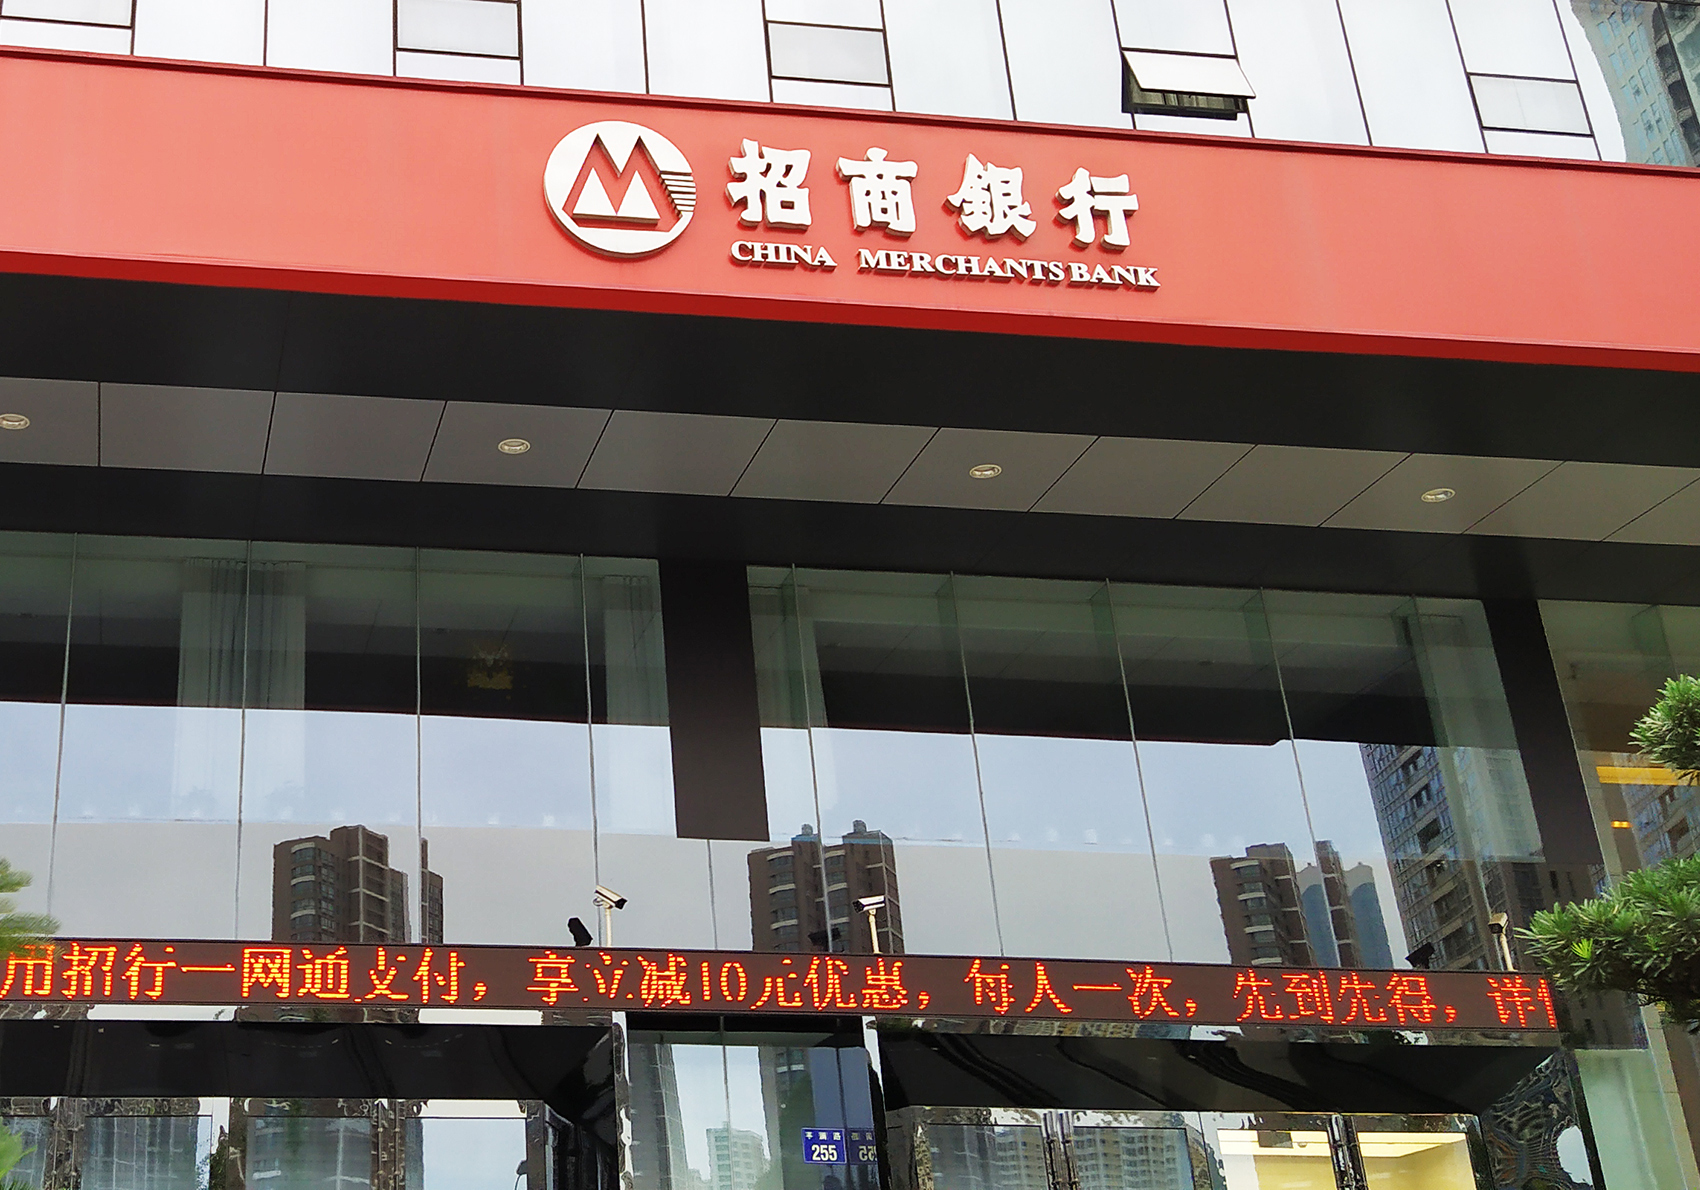 招商銀行
CHINA MERCHANTS BANK
用招行一网通支付，享立减10元优惠，每人一次，先到先得，详
255